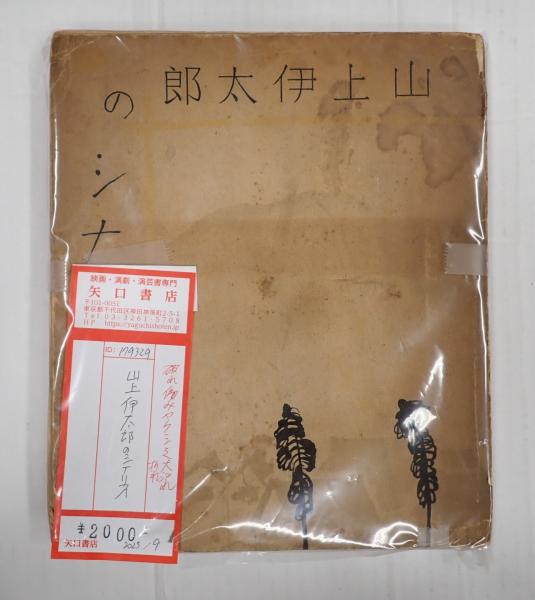 山上伊太郎
のシナ
映画・演劇・演芸書専門
矢口書店
〒101-0051
東京都千代田区神田神保町2-5-1
Tel 03-3261-5708
HP https://yaguchishoten.jp
ID: 179329
山上伊太郎のシナリオ
¥2000-
矢口書店
2023/9